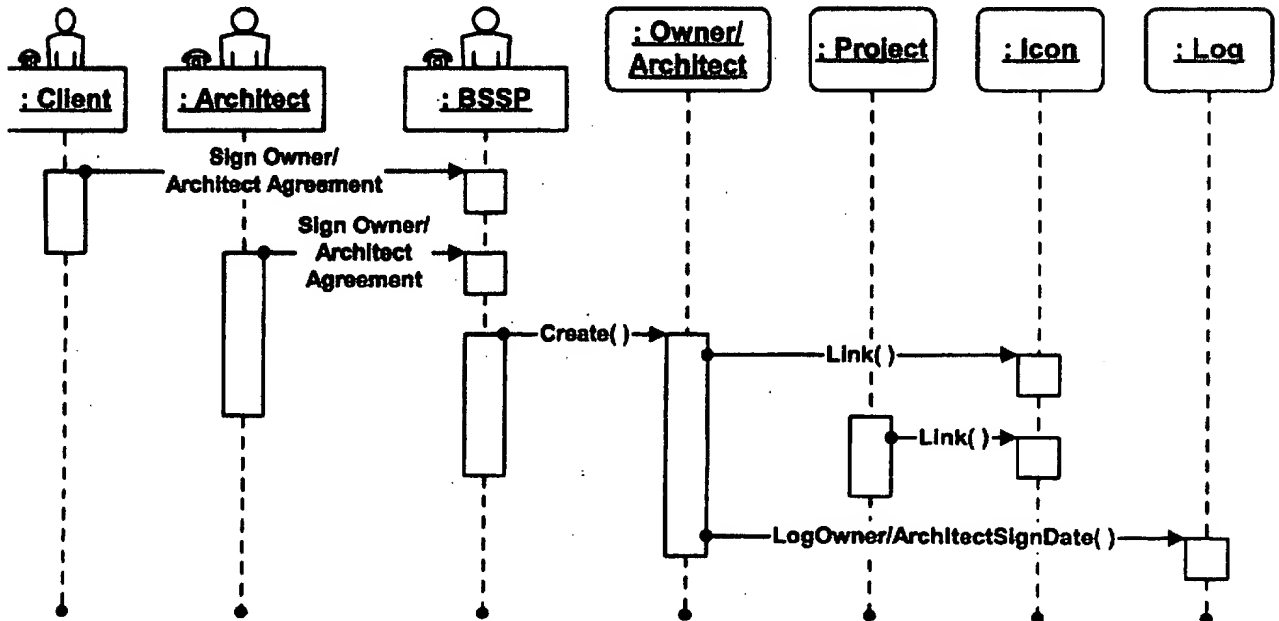 : Client
: Architect
: BSSP
: Owner/
Architect
: Project
: Icon
: Log
Sign Owner/
Architect Agreement
Sign Owner/
Architect
Agreement
Create( )
Link( )
Link( )
LogOwner/ArchitectSignDate( )